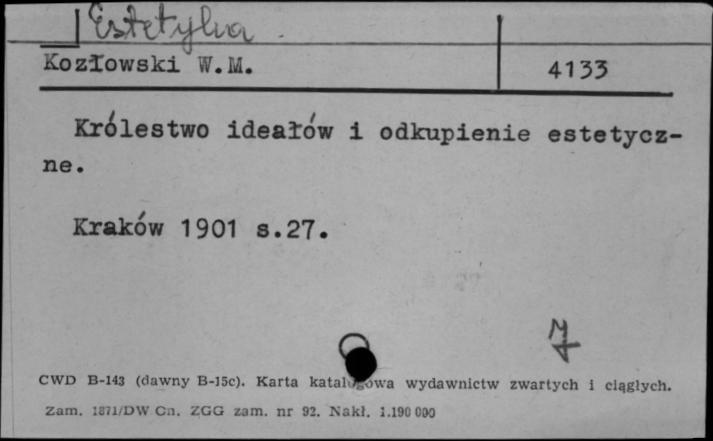 Estetyka
Kozłowski W.M. 4133
Królestwo ideałów i odkupienie estetycz-
ne.
Kraków 1901 s.27.
CWD B-143 (dawny B-15c). Karta katalogowa wydawnictw zwartych i ciągłych.
Zam. 1871/DW Cn. ZGG zam. nr 92. Nakł. 1.190 000